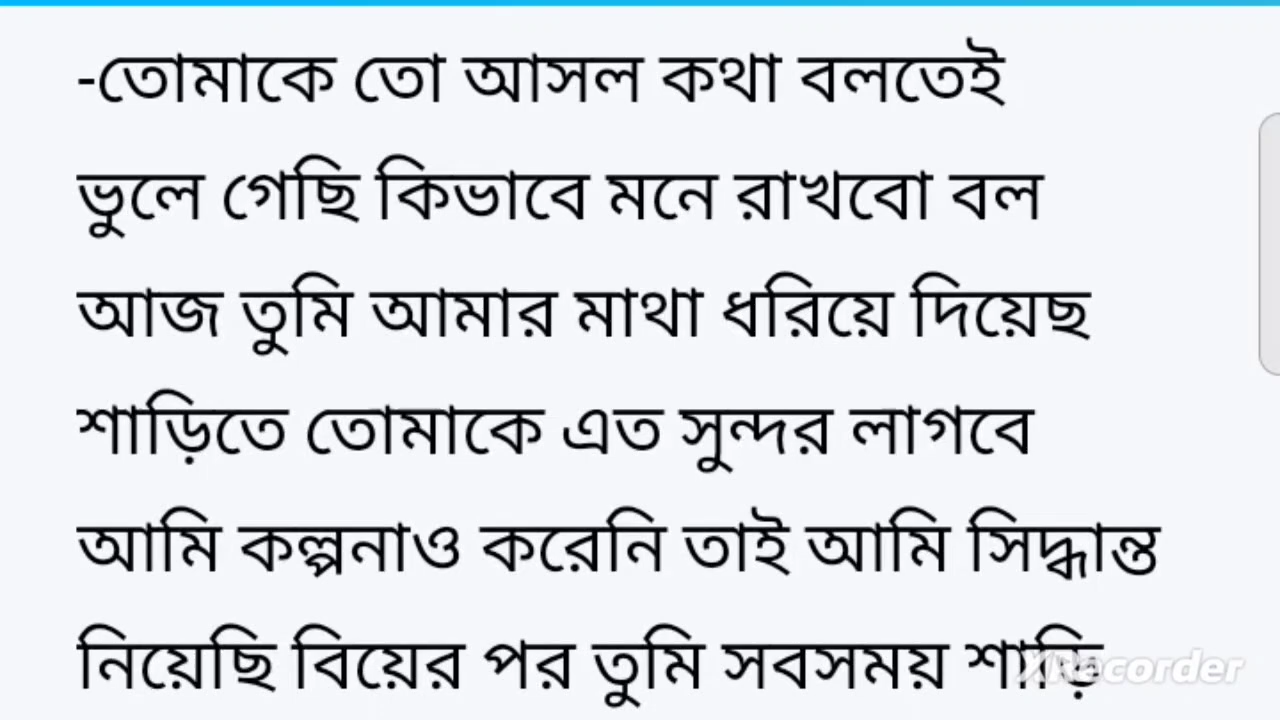 -তোমাকে তো আসল কথা বলতেই
ভুলে গেছি কিভাবে মনে রাখবো বল
আজ তুমি আমার মাথা ধরিয়ে দিয়েছ
শাড়িতে তোমাকে এত সুন্দর লাগবে
আমি কল্পনাও করেনি তাই আমি সিদ্ধান্ত
নিয়েছি বিয়ের পর তুমি সবসময় শাড়ি
XRecorder